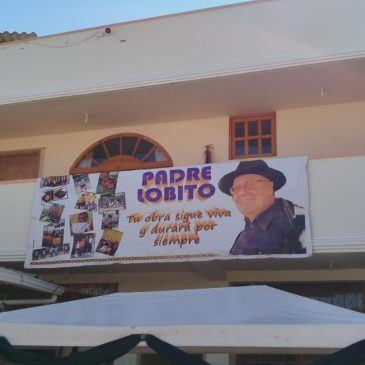 PADRE
LOBITO
Tu obra sigue viva
y durará por
siempre